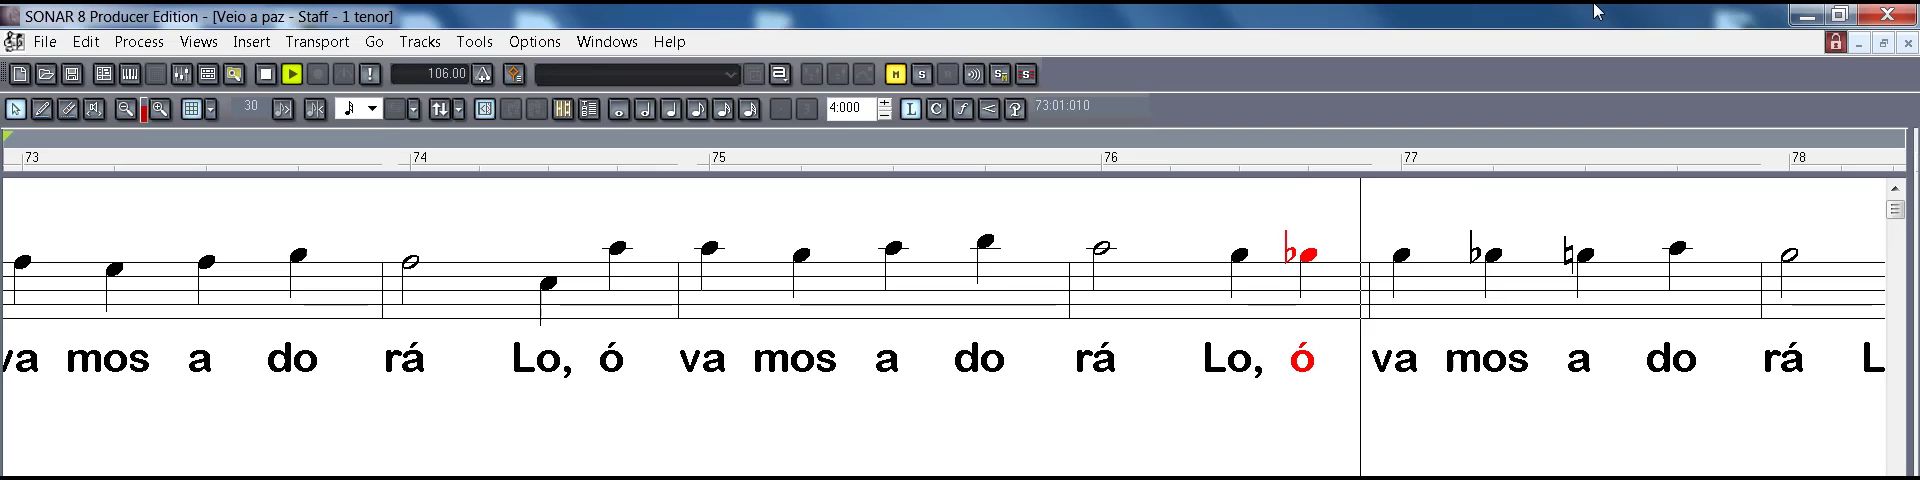 SONAR 8 Producer Edition - [Veio a paz - Staff - 1 tenor]
File Edit Process Views Insert Transport Go Tracks Tools Options Windows Help
106.00 M S
30 4:000 L C f 73:01:010
73 74 75 76 77 78
va mos a do rá Lo, ó va mos a do rá Lo, ó va mos a do rá L